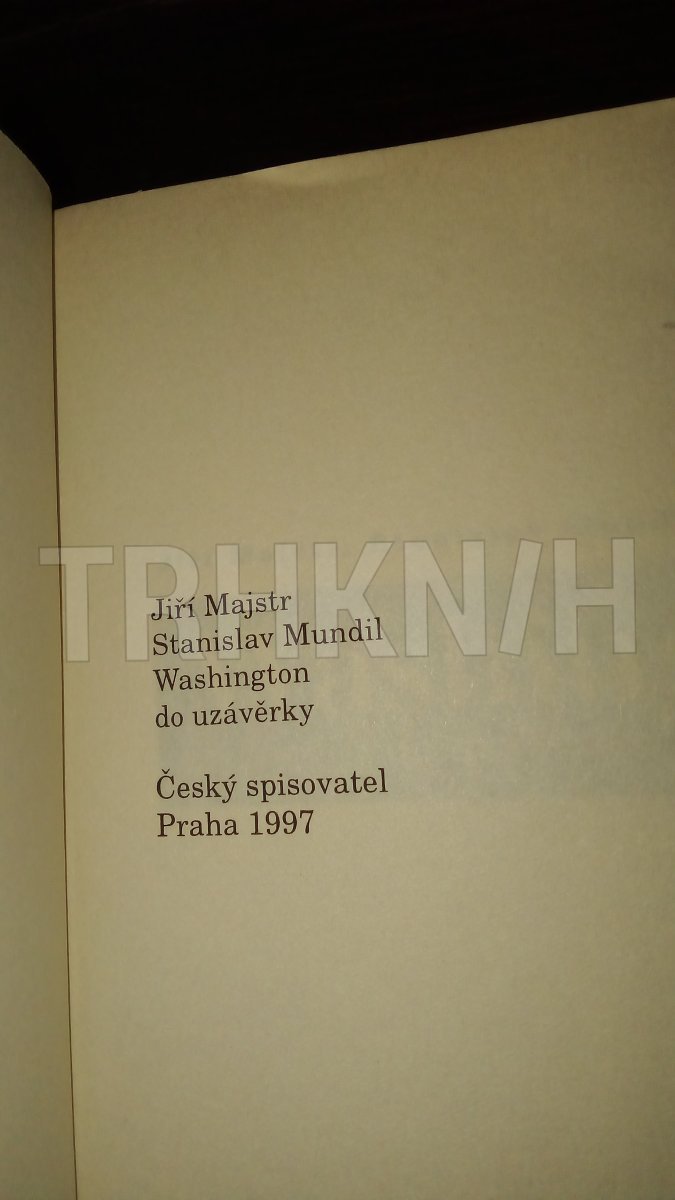 TRHKNIH
Jiří Majstr
Stanislav Mundil
Washington
do uzávěrky
Český spisovatel
Praha 1997